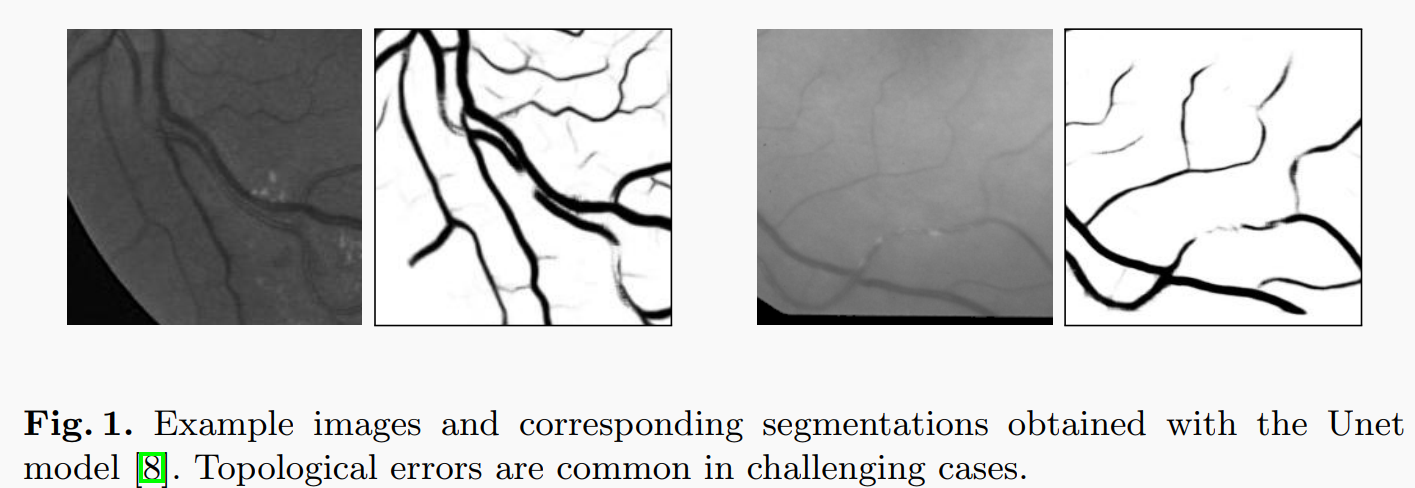 Fig. 1. Example images and corresponding segmentations obtained with the Unet
model [8]. Topological errors are common in challenging cases.